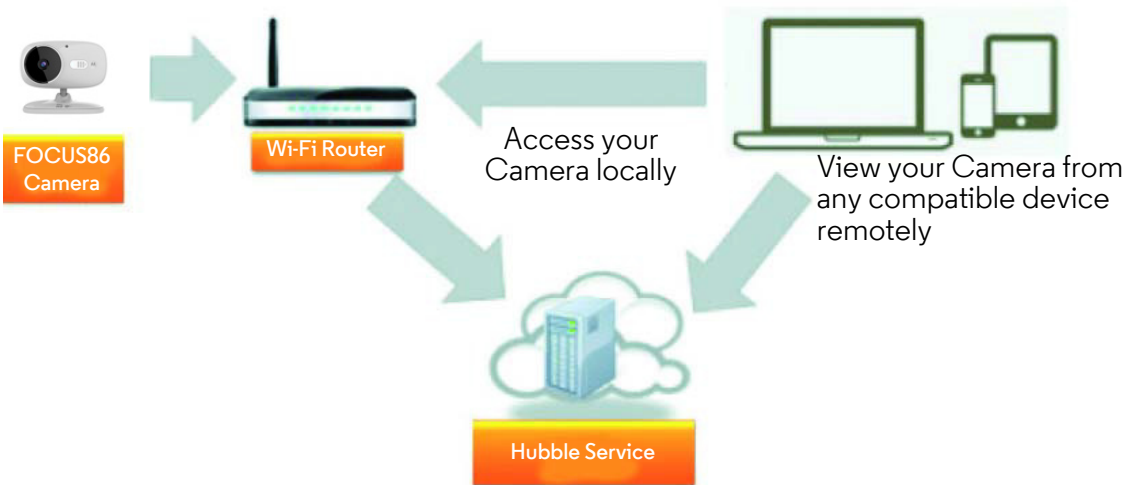 FOCUS86
Camera
Wi-Fi Router
Access your
Camera locally
View your Camera from
any compatible device
remotely
Hubble Service